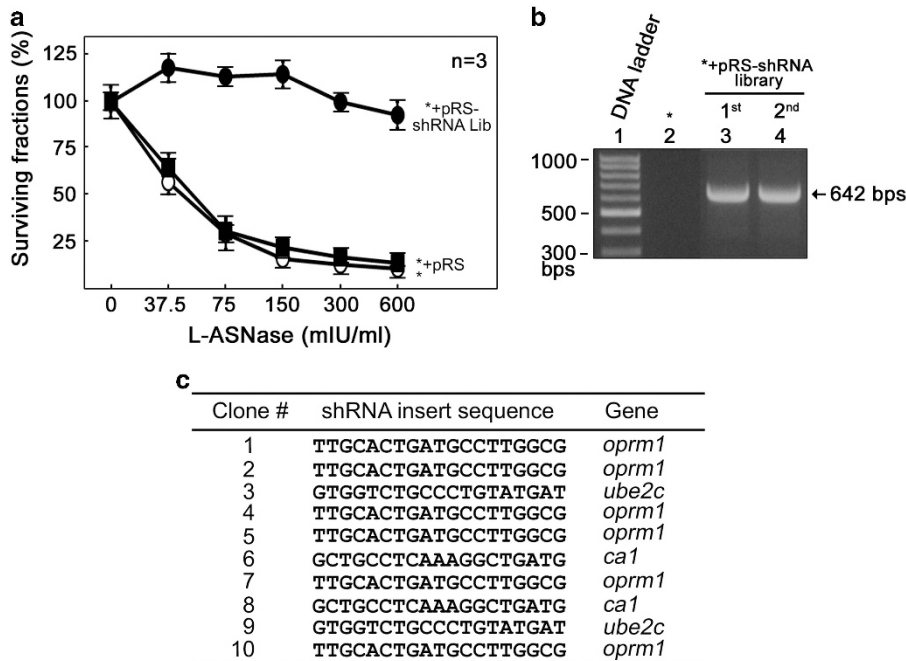 a
Surviving fractions (%)
125
100
75
50
25
n=3
*+pRS-
shRNA Lib
*+pRS
*
0 37.5 75 150 300 600
L-ASNase (mIU/ml)
b
DNA ladder
*+pRS-shRNA
library
* 1st 2nd
1 2 3 4
1000
500
300
bps
←642 bps
c
Clone # shRNA insert sequence Gene
1 TTGCACTGATGCCTTGGCG oprm1
2 TTGCACTGATGCCTTGGCG oprm1
3 GTGGTCTGCCCTGTATGAT ube2c
4 TTGCACTGATGCCTTGGCG oprm1
5 TTGCACTGATGCCTTGGCG oprm1
6 GCTGCCTCAAAGGCTGATG ca1
7 TTGCACTGATGCCTTGGCG oprm1
8 GCTGCCTCAAAGGCTGATG ca1
9 GTGGTCTGCCCTGTATGAT ube2c
10 TTGCACTGATGCCTTGGCG oprm1